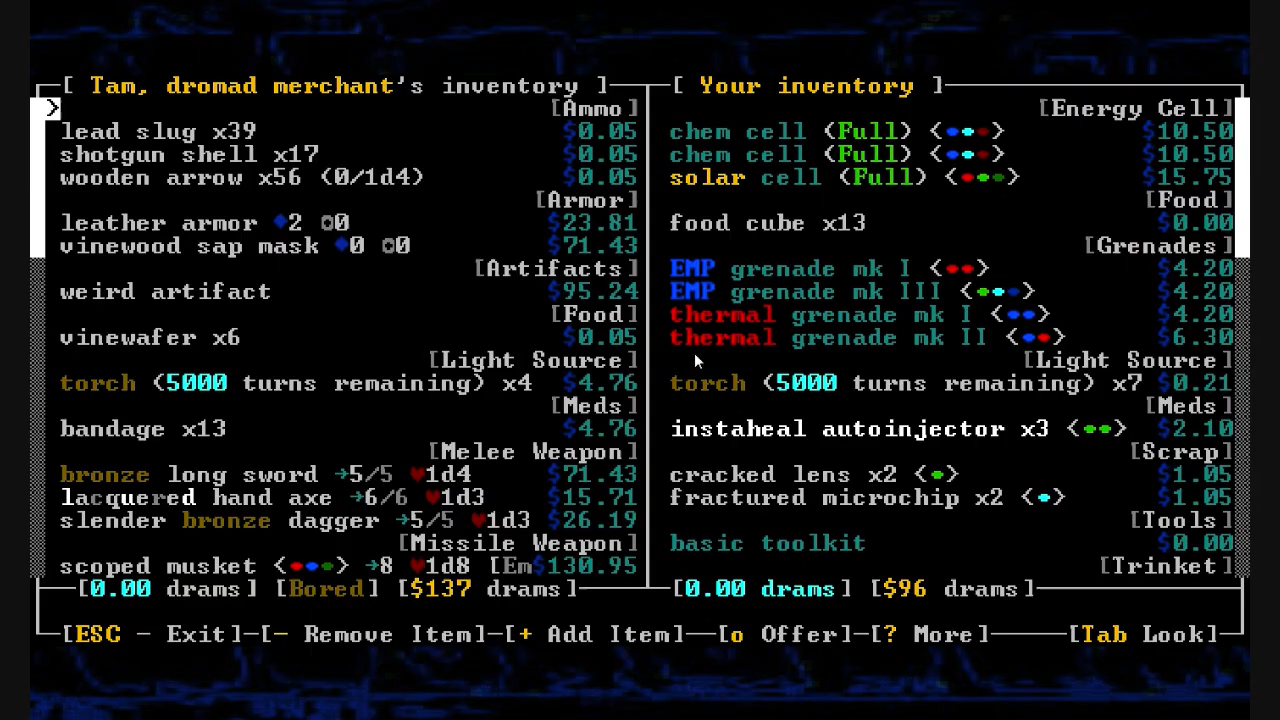 [ Tam, dromad merchant's inventory ]
> [Ammo]
lead slug x39 $0.05
shotgun shell x17 $0.05
wooden arrow x56 (0/1d4) $0.05
[Armor]
leather armor ♦2 ◘0 $23.81
vinewood sap mask ♦0 ◘0 $71.43
[Artifacts]
weird artifact $95.24
[Food]
vinewafer x6 $0.05
[Light Source]
torch (5000 turns remaining) x4 $4.76
[Meds]
bandage x13 $4.76
[Melee Weapon]
bronze long sword →5/5 ♥1d4 $71.43
lacquered hand axe →6/6 ♥1d3 $15.71
slender bronze dagger →5/5 ♥1d3 $26.19
[Missile Weapon]
scoped musket <•••> →8 ♥1d8 [Em$130.95
[0.00 drams] [Bored] [$137 drams]
[ Your inventory ]
[Energy Cell]
chem cell (Full) <•••> $10.50
chem cell (Full) <•••> $10.50
solar cell (Full) <•••> $15.75
[Food]
food cube x13 $0.00
[Grenades]
EMP grenade mk I <••> $4.20
EMP grenade mk III <•••> $4.20
thermal grenade mk I <••> $4.20
thermal grenade mk II <••> $6.30
[Light Source]
torch (5000 turns remaining) x7 $0.21
[Meds]
instaheal autoinjector x3 <••> $2.10
[Scrap]
cracked lens x2 <•> $1.05
fractured microchip x2 <•> $1.05
[Tools]
basic toolkit $0.00
[Trinket]
[0.00 drams] [$96 drams]
[ESC - Exit]-[- Remove Item]-[+ Add Item]-[o Offer]-[? More] [Tab Look]